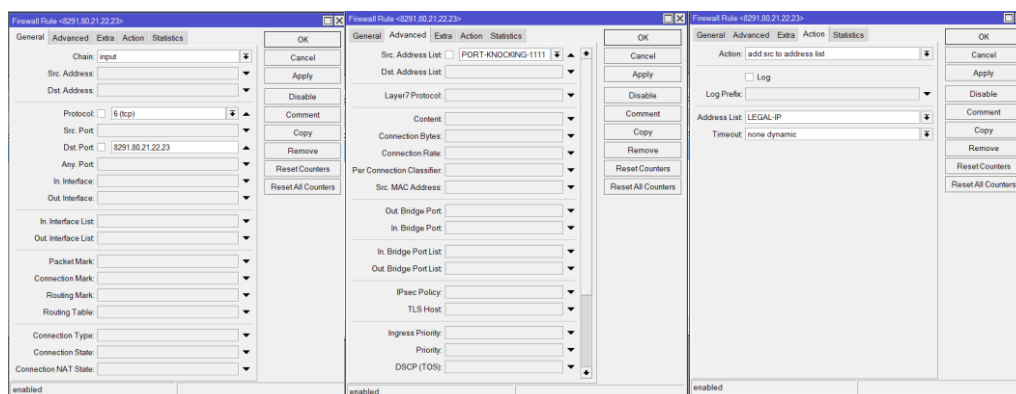 Firewall Rule <8291,80,21,22,23>
General Advanced Extra Action Statistics
Chain: input
Src. Address:
Dst. Address:
Protocol: 6 (tcp)
Src. Port:
Dst. Port: 8291,80,21,22,23
Any. Port:
In. Interface:
Out. Interface:
In. Interface List:
Out. Interface List:
Packet Mark:
Connection Mark:
Routing Mark:
Routing Table:
Connection Type:
Connection State:
Connection NAT State:
OK
Cancel
Apply
Disable
Comment
Copy
Remove
Reset Counters
Reset All Counters
enabled
Firewall Rule <8291,80,21,22,23>
General Advanced Extra Action Statistics
Src. Address List: PORT-KNOCKING-1111
Dst. Address List:
Layer7 Protocol:
Content:
Connection Bytes:
Connection Rate:
Per Connection Classifier:
Src. MAC Address:
Out. Bridge Port:
In. Bridge Port:
In. Bridge Port List:
Out. Bridge Port List:
IPsec Policy:
TLS Host:
Ingress Priority:
Priority:
DSCP (TOS):
OK
Cancel
Apply
Disable
Comment
Copy
Remove
Reset Counters
Reset All Counters
enabled
Firewall Rule <8291,80,21,22,23>
General Advanced Extra Action Statistics
Action: add src to address list
Log
Log Prefix:
Address List: LEGAL-IP
Timeout: none dynamic
OK
Cancel
Apply
Disable
Comment
Copy
Remove
Reset Counters
Reset All Counters
enabled